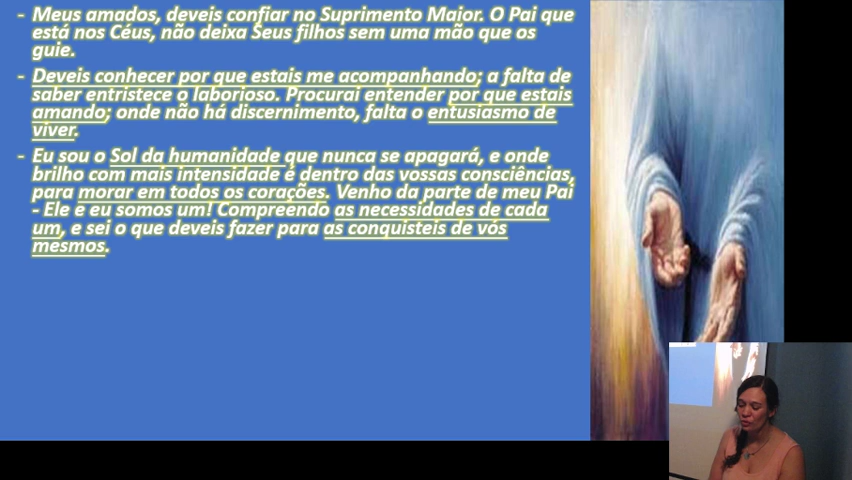 - Meus amados, deveis confiar no Suprimento Maior. O Pai que
está nos Céus, não deixa Seus filhos sem uma mão que os
guie.
- Deveis conhecer por que estais me acompanhando; a falta de
saber entristece o laborioso. Procurai entender por que estais
amando; onde não há discernimento, falta o entusiasmo de
viver.
- Eu sou o Sol da humanidade que nunca se apagará, e onde
brilho com mais intensidade é dentro das vossas consciências,
para morar em todos os corações. Venho da parte de meu Pai
- Ele e eu somos um! Compreendo as necessidades de cada
um, e sei o que deveis fazer para as conquisteis de vós
mesmos.